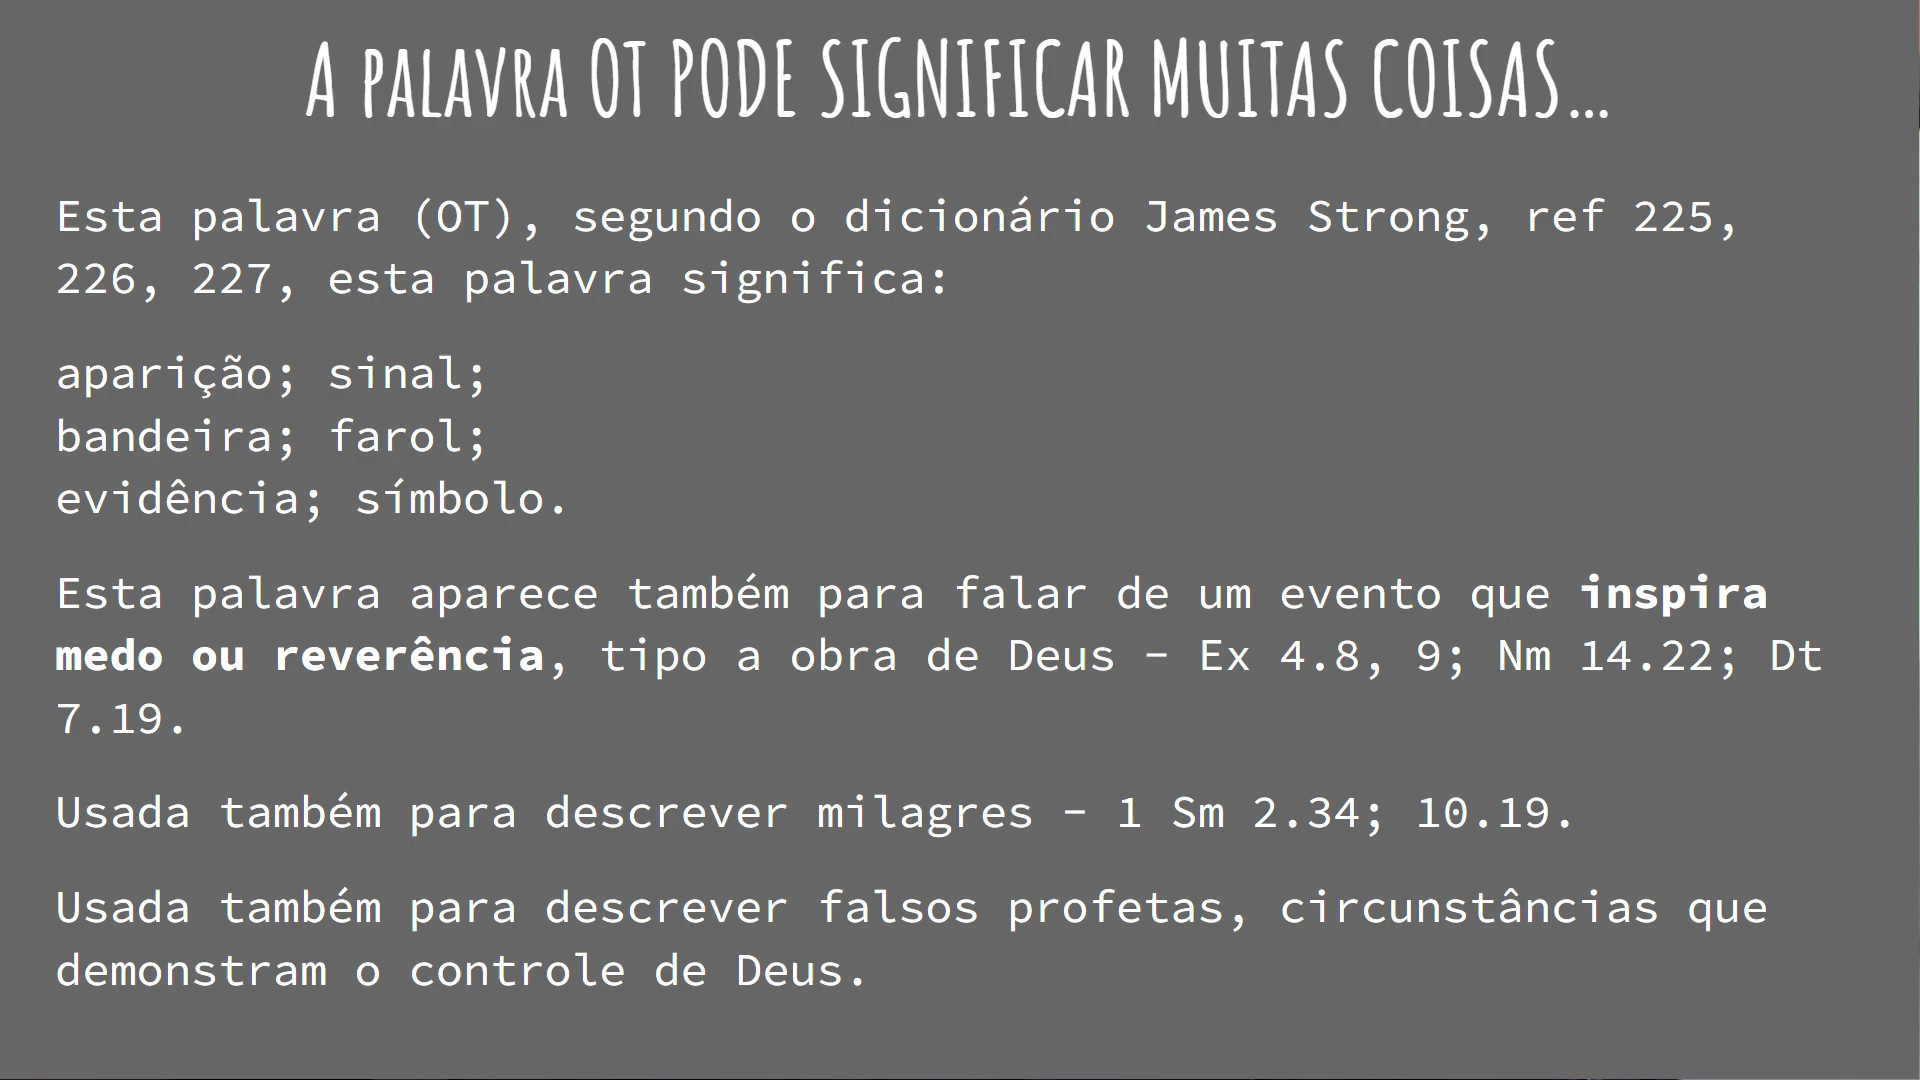 A PALAVRA OT PODE SIGNIFICAR MUITAS COISAS...
Esta palavra (OT), segundo o dicionário James Strong, ref 225,
226, 227, esta palavra significa:
aparição; sinal;
bandeira; farol;
evidência; símbolo.
Esta palavra aparece também para falar de um evento que inspira
medo ou reverência, tipo a obra de Deus - Ex 4.8, 9; Nm 14.22; Dt
7.19.
Usada também para descrever milagres - 1 Sm 2.34; 10.19.
Usada também para descrever falsos profetas, circunstâncias que
demonstram o controle de Deus.